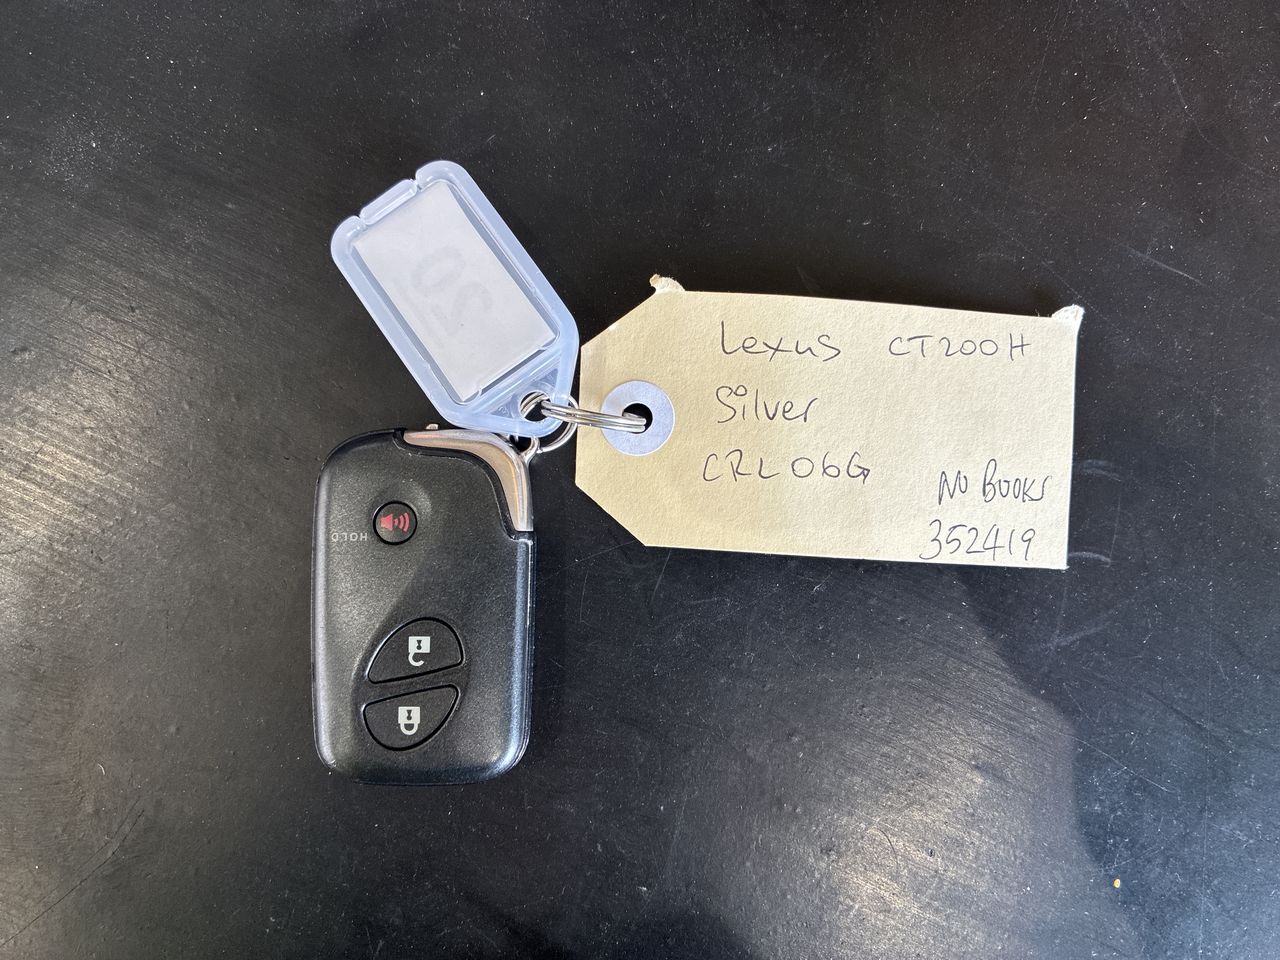 Lexus CT200H
Silver
CRL06G
NO BOOKS
352419
HOLD